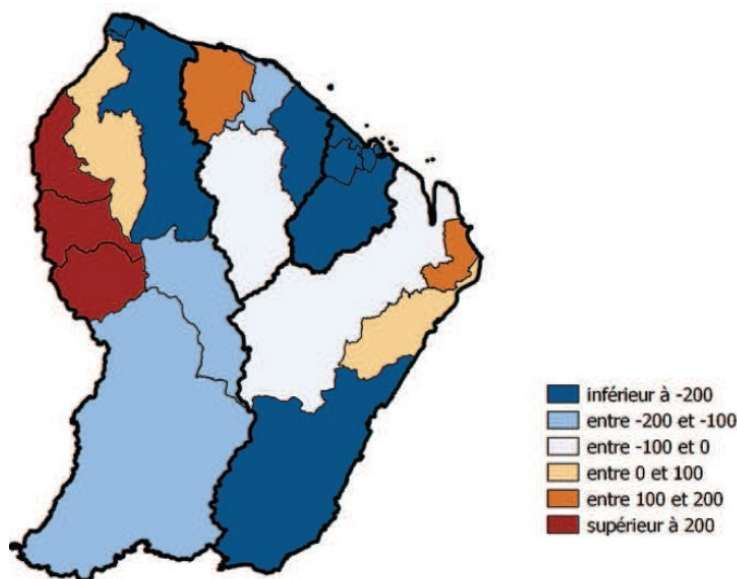 inférieur à -200
entre -200 et -100
entre -100 et 0
entre 0 et 100
entre 100 et 200
supérieur à 200